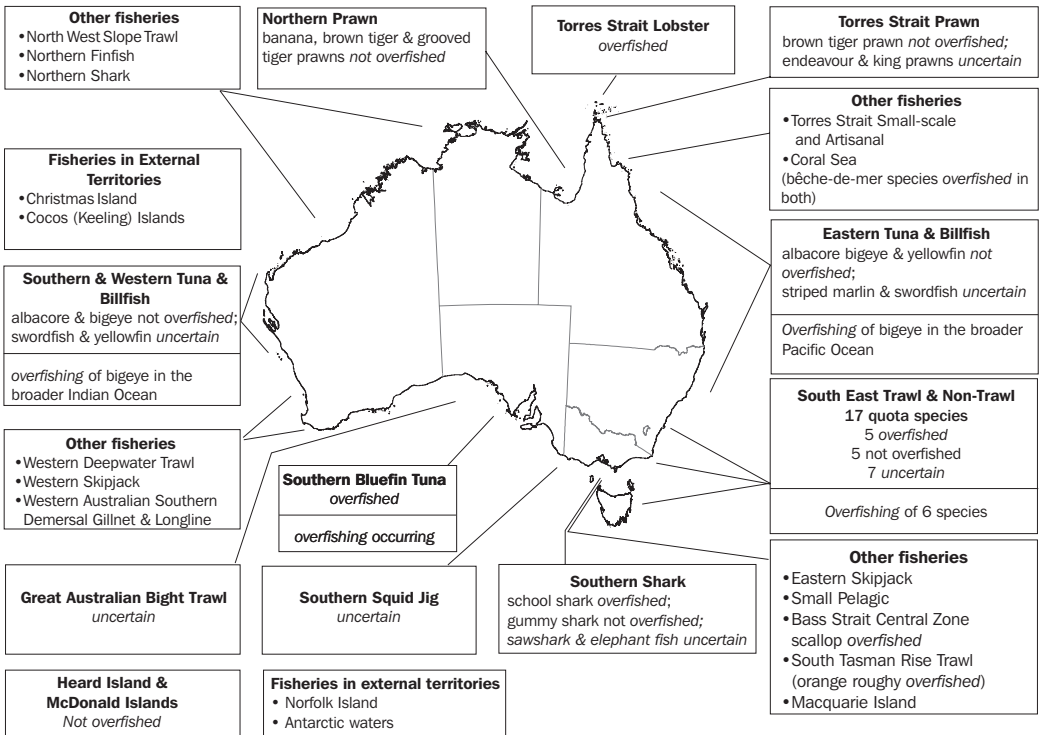 Other fisheries
•North West Slope Trawl
•Northern Finfish
•Northern Shark
Northern Prawn
banana, brown tiger & grooved
tiger prawns not overfished
Torres Strait Lobster
overfished
Torres Strait Prawn
brown tiger prawn not overfished;
endeavour & king prawns uncertain
Other fisheries
•Torres Strait Small-scale
and Artisanal
•Coral Sea
(bêche-de-mer species overfished in
both)
Fisheries in External
Territories
•Christmas Island
•Cocos (Keeling) Islands
Eastern Tuna & Billfish
albacore bigeye & yellowfin not
overfished;
striped marlin & swordfish uncertain
Overfishing of bigeye in the broader
Pacific Ocean
Southern & Western Tuna &
Billfish
albacore & bigeye not overfished;
swordfish & yellowfin uncertain
overfishing of bigeye in the
broader Indian Ocean
South East Trawl & Non-Trawl
17 quota species
5 overfished
5 not overfished
7 uncertain
Overfishing of 6 species
Other fisheries
•Western Deepwater Trawl
•Western Skipjack
•Western Australian Southern
Demersal Gillnet & Longline
Southern Bluefin Tuna
overfished
overfishing occurring
Great Australian Bight Trawl
uncertain
Southern Squid Jig
uncertain
Southern Shark
school shark overfished;
gummy shark not overfished;
sawshark & elephant fish uncertain
Other fisheries
•Eastern Skipjack
•Small Pelagic
•Bass Strait Central Zone
scallop overfished
•South Tasman Rise Trawl
(orange roughy overfished)
•Macquarie Island
Heard Island &
McDonald Islands
Not overfished
Fisheries in external territories
• Norfolk Island
• Antarctic waters